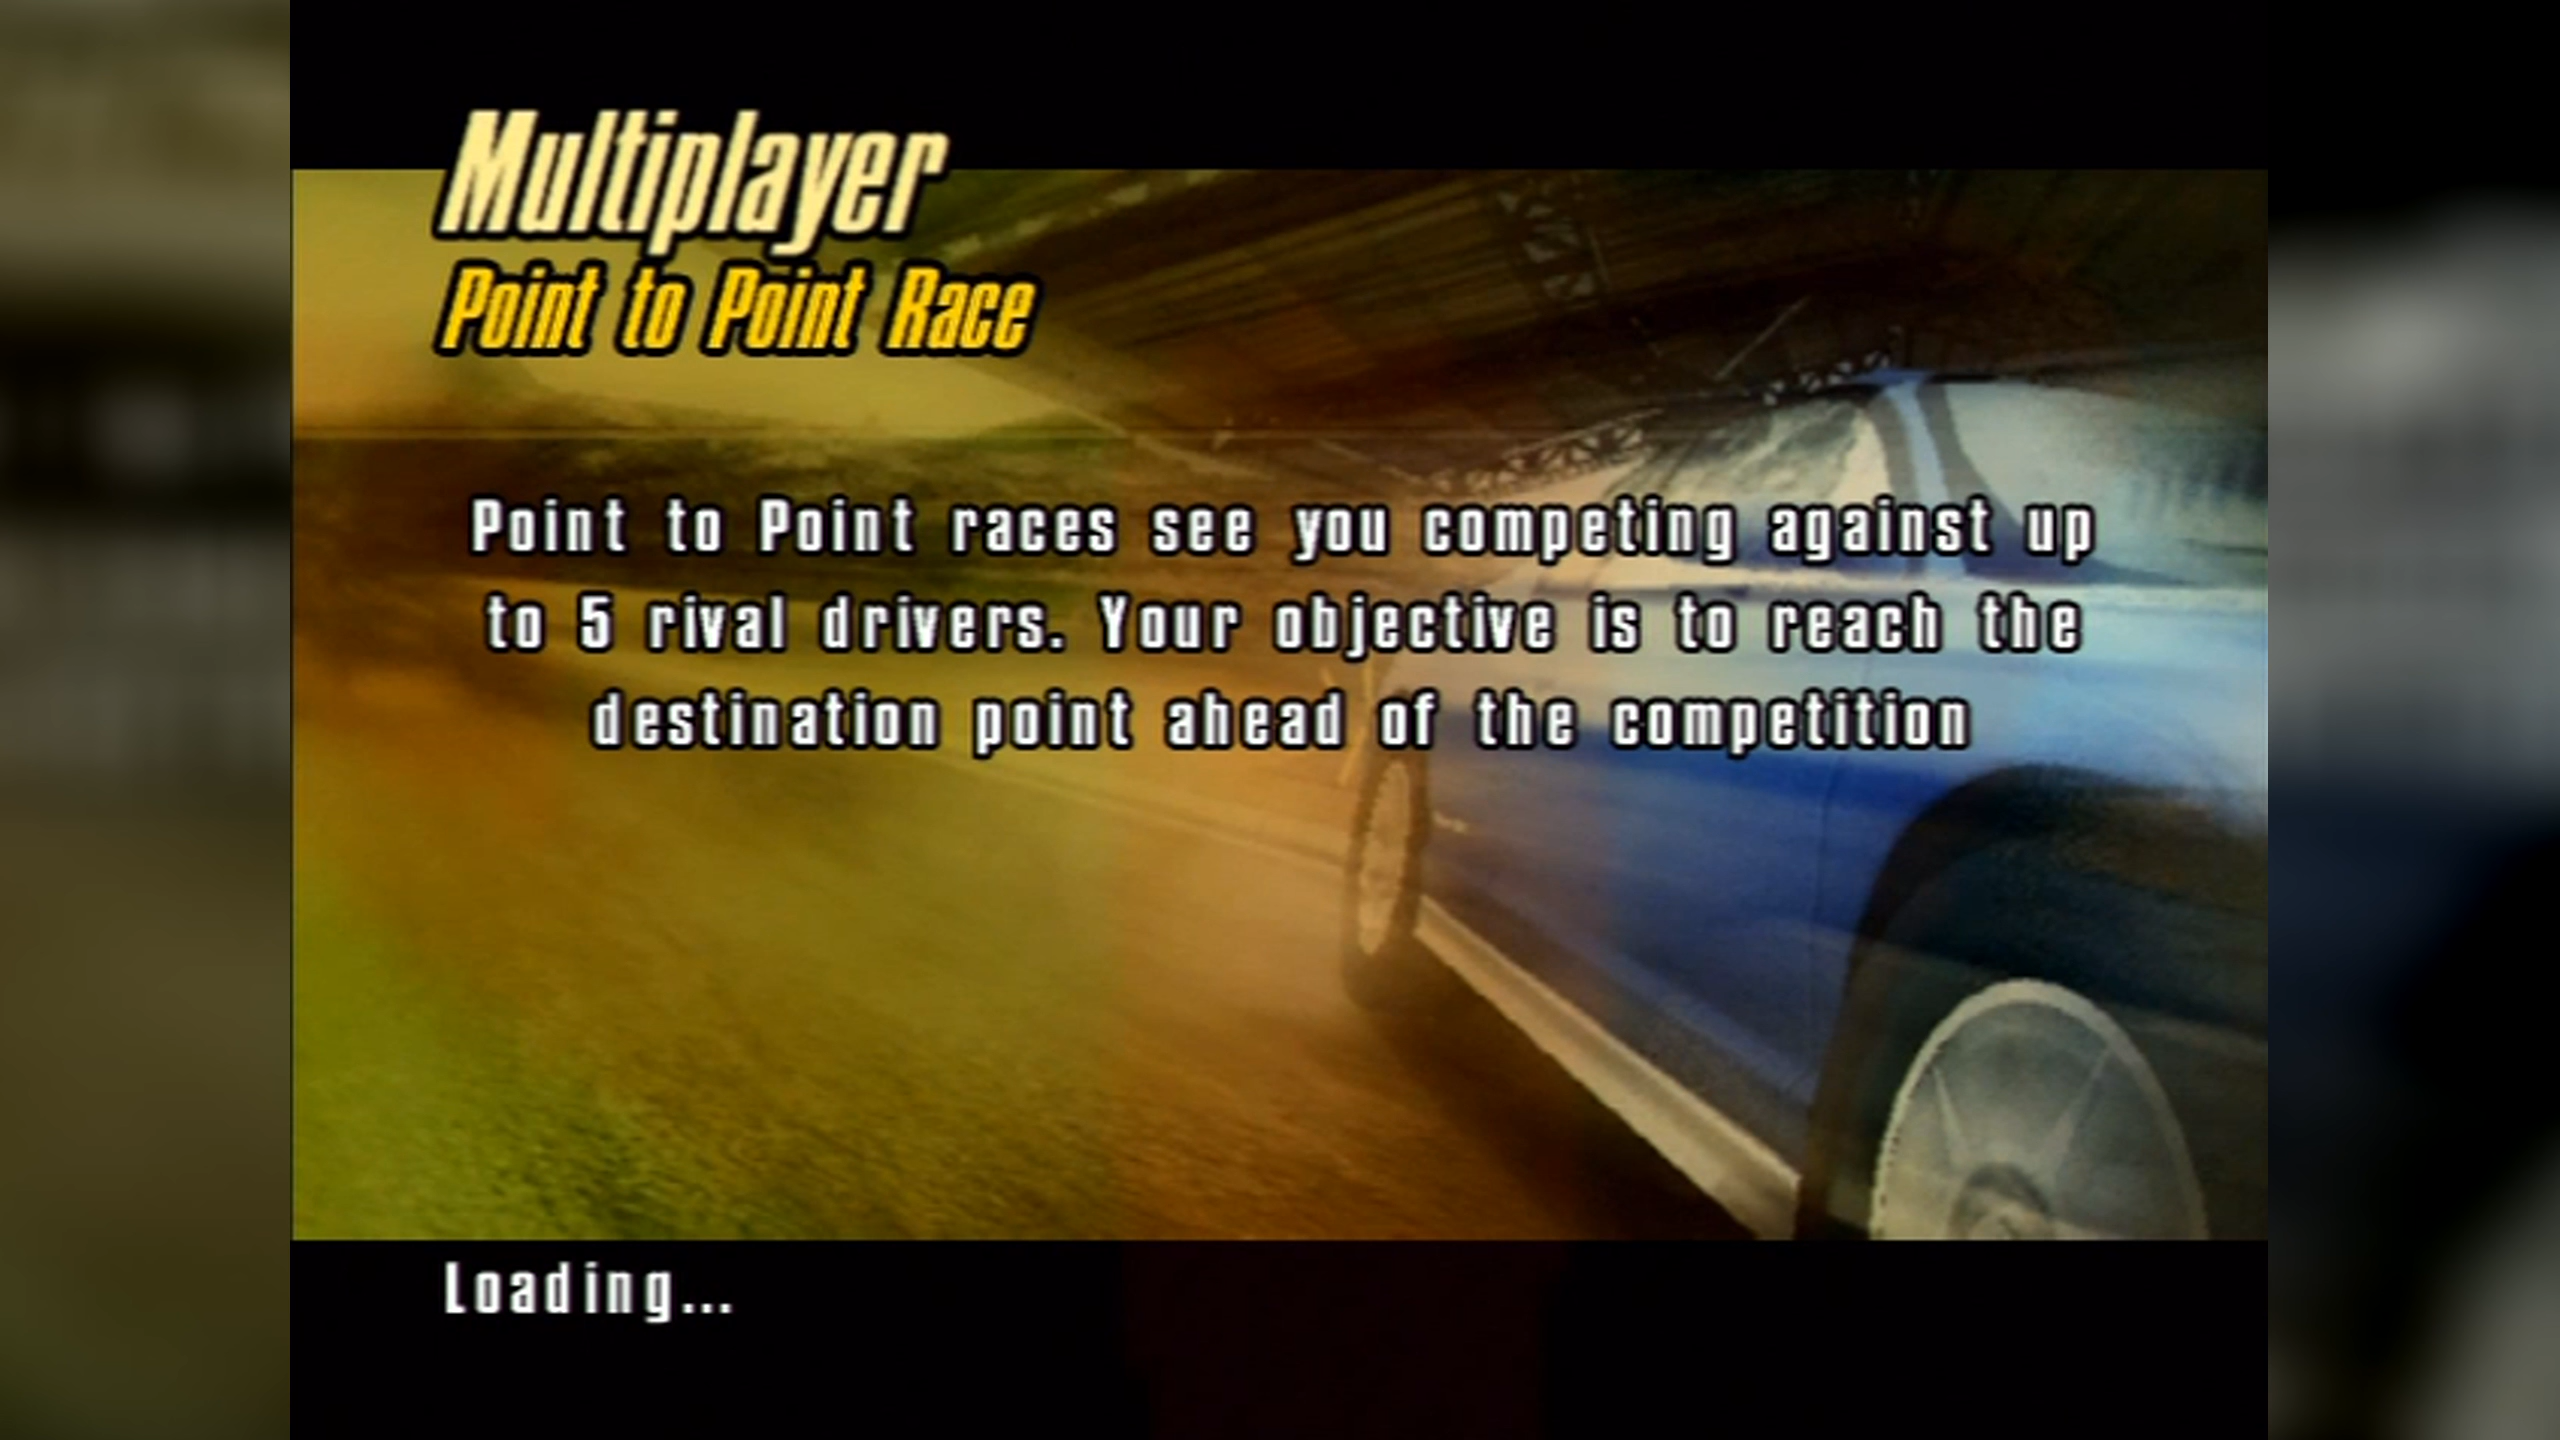 Multiplayer
Point to Point Race
Point to Point races see you competing against up
to 5 rival drivers. Your objective is to reach the
destination point ahead of the competition
Loading...